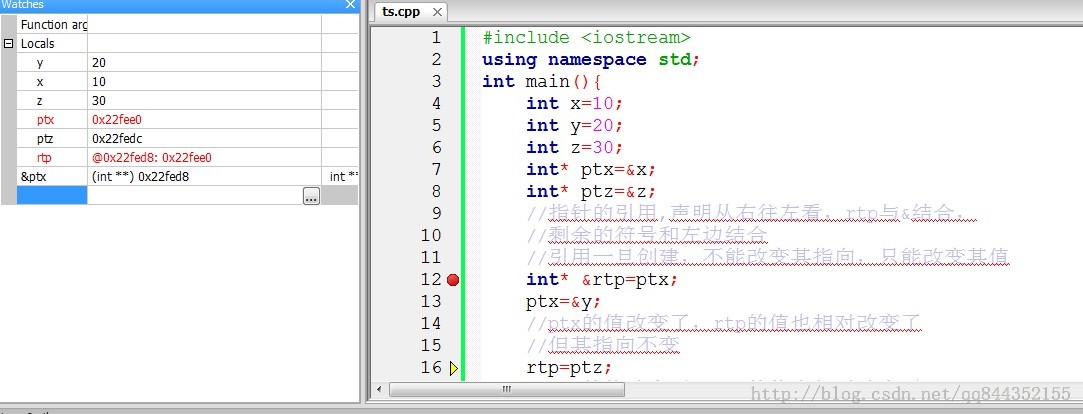 Watches
Function arg
Locals
y 20
x 10
z 30
ptx 0x22fee0
ptz 0x22fedc
rtp @0x22fed8: 0x22fee0
&ptx (int **) 0x22fed8 int *
...
ts.cpp
1 #include <iostream>
2 using namespace std;
3 int main(){
4 int x=10;
5 int y=20;
6 int z=30;
7 int* ptx=&x;
8 int* ptz=&z;
9 //指针的引用,声明从右往左看，rtp与&结合，
10 //剩余的符号和左边结合
11 //引用一旦创建，不能改变其指向，只能改变其值
12 int* &rtp=ptx;
13 ptx=&y;
14 //ptx的值改变了，rtp的值也相对改变了
15 //但其指向不变
16 rtp=ptz;
http://blog.csdn.net/qq844352155